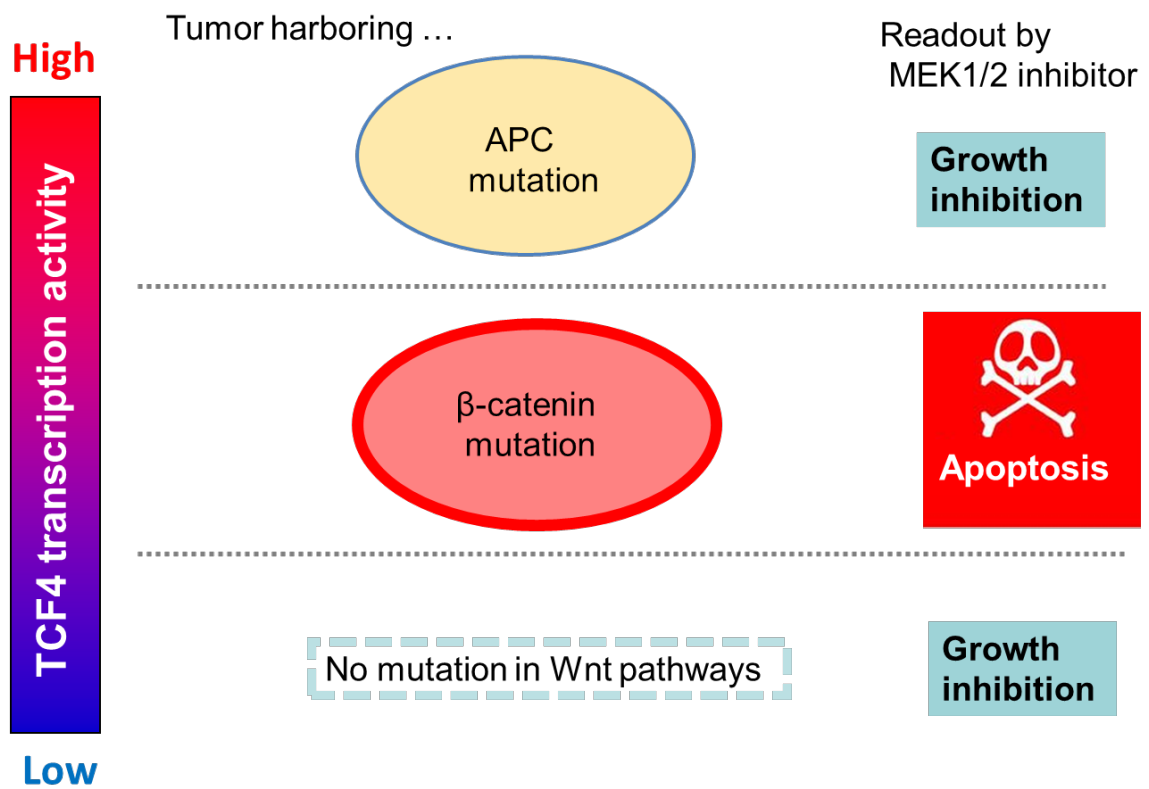 Tumor harboring …
Readout by
MEK1/2 inhibitor
High
TCF4 transcription activity
Low
APC
mutation
Growth
inhibition
β-catenin
mutation
Apoptosis
No mutation in Wnt pathways
Growth
inhibition